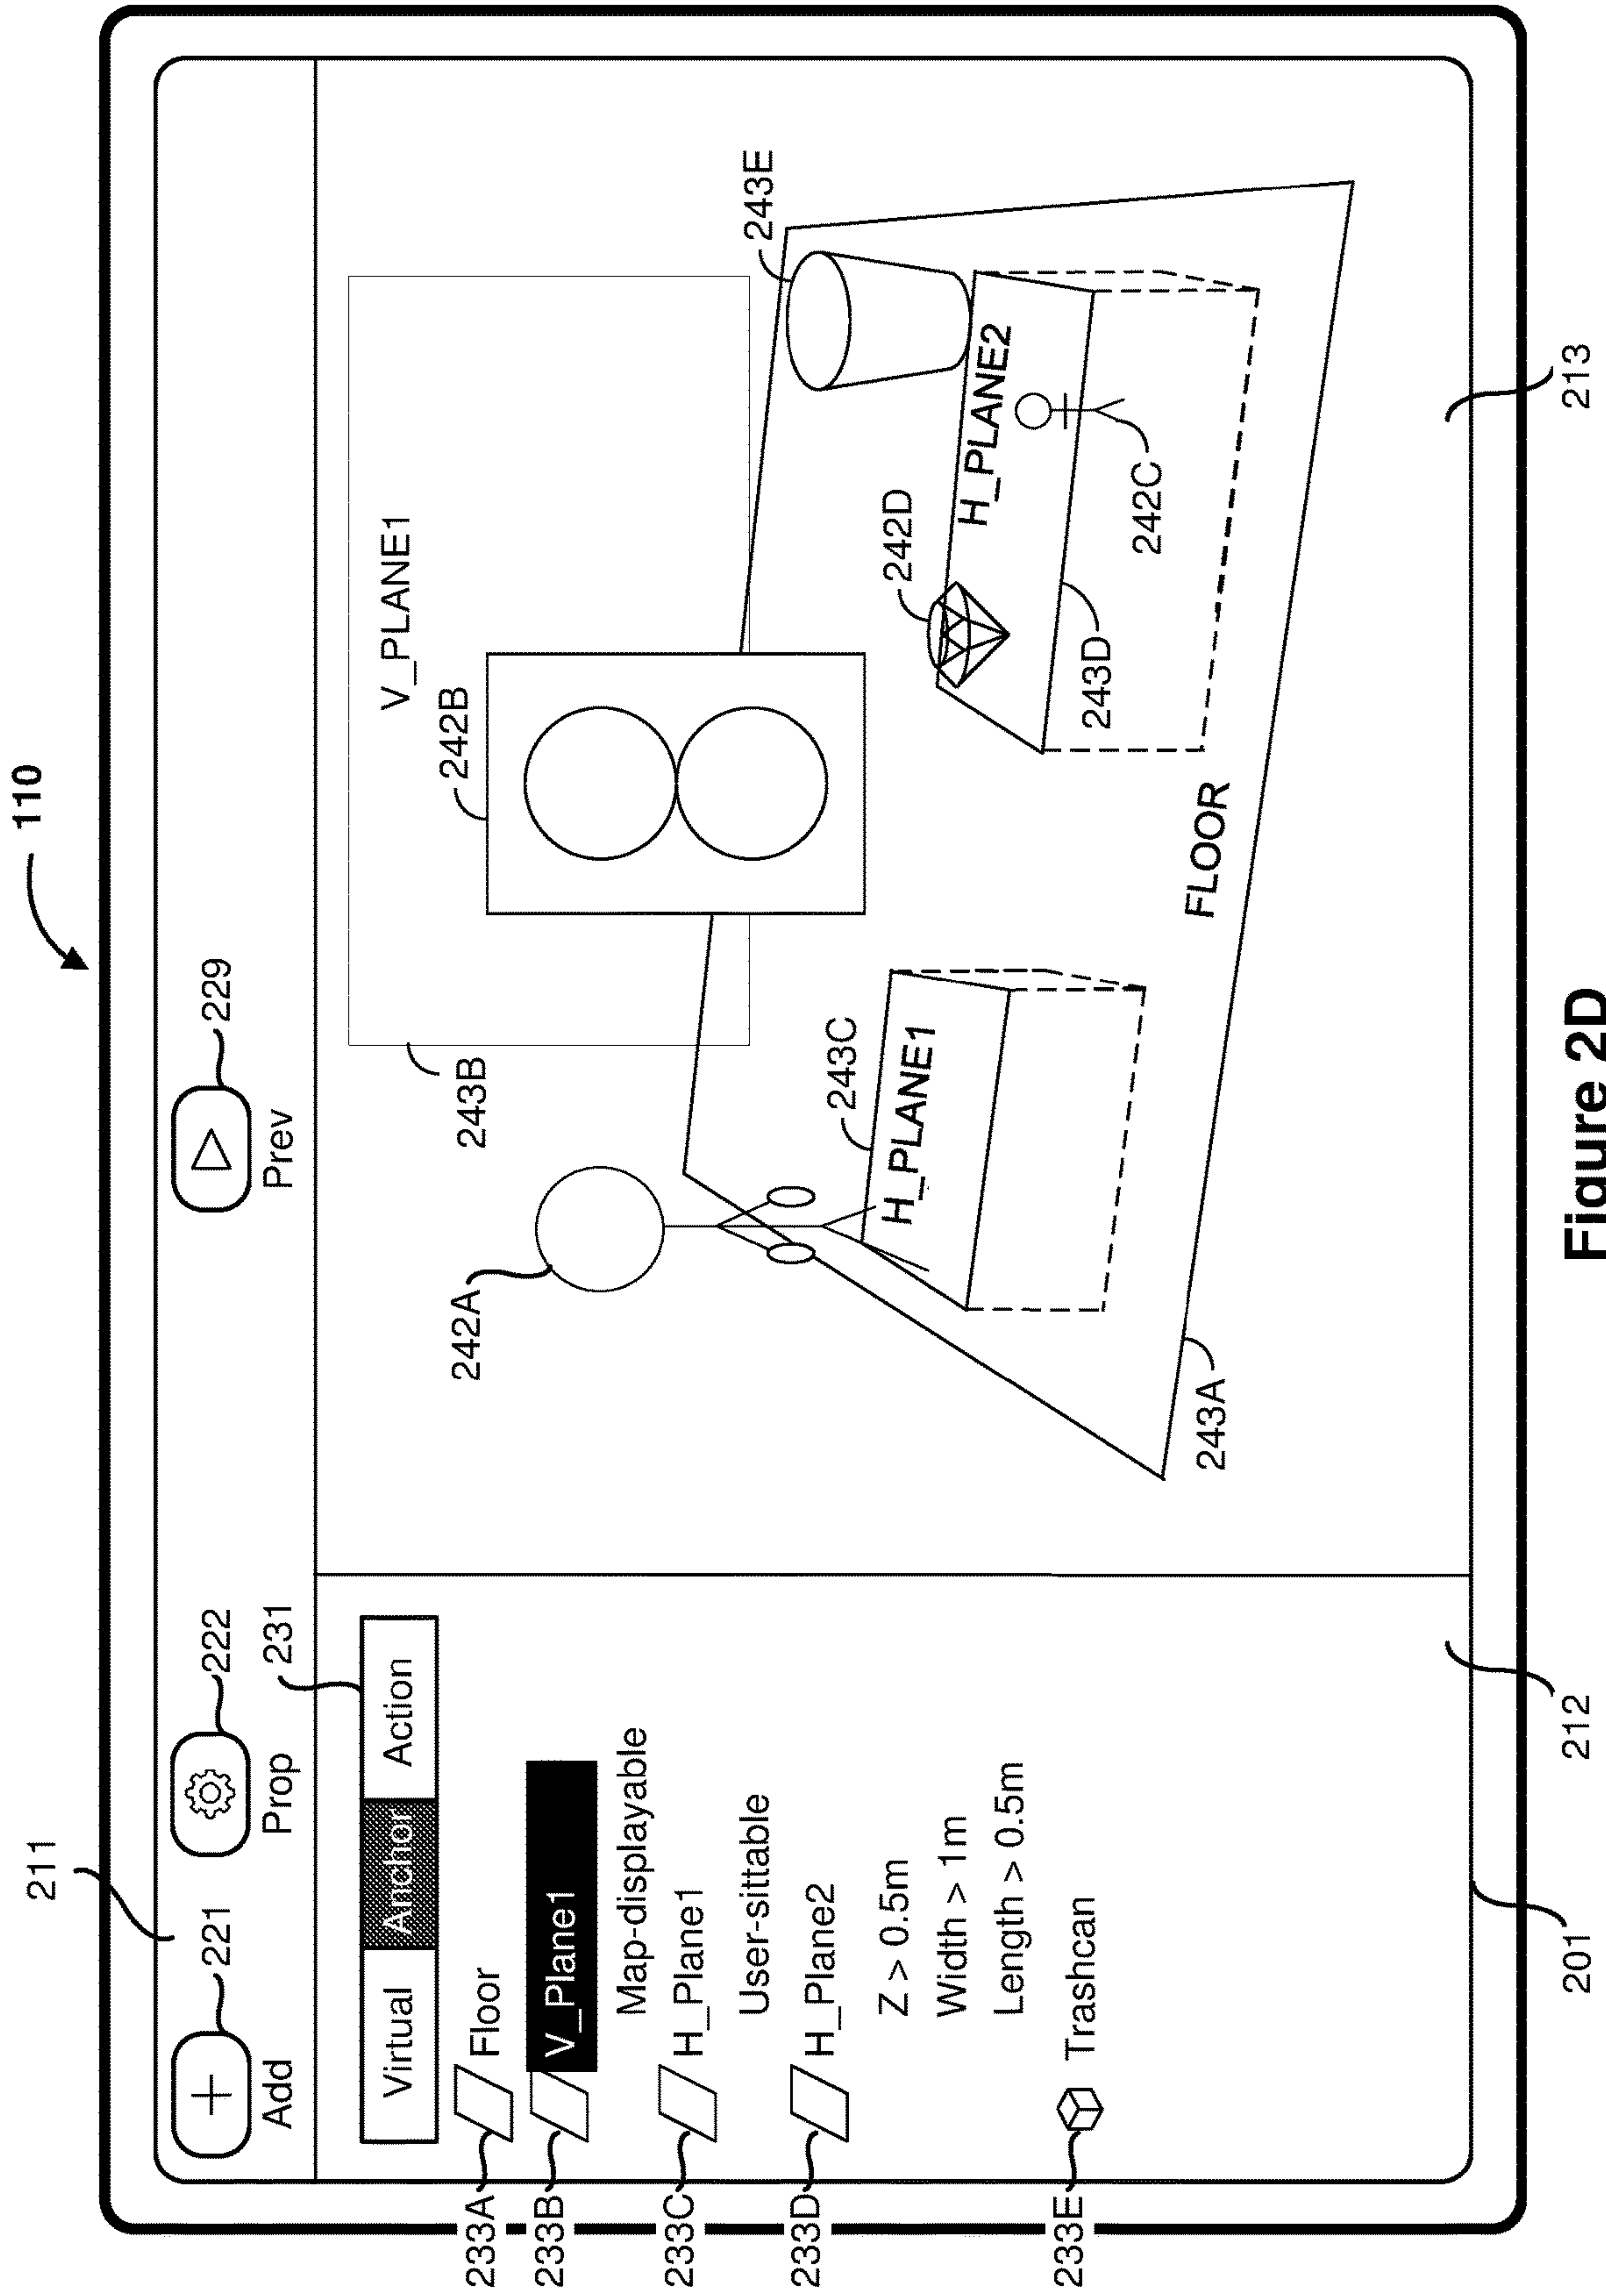 110
211
221
222
231
229
Add
Prop
Prev
Virtual
Anchor
Action
233A
Floor
233B
V_Plane1
Map-displayable
233C
H_Plane1
User-sittable
233D
H_Plane2
Z > 0.5m
Width > 1m
Length > 0.5m
233E
Trashcan
V_PLANE1
242B
243B
242A
243E
243C
H_PLANE1
242D
H_PLANE2
243D
242C
FLOOR
243A
201
212
213
Figure 2D